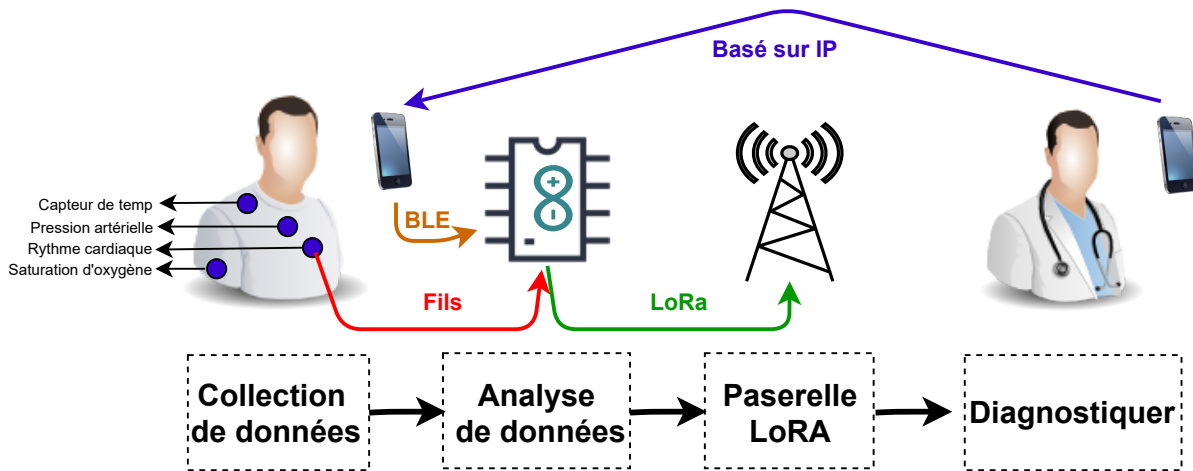 Basé sur IP
Capteur de temp
Pression artérielle
Rythme cardiaque
Saturation d'oxygène
BLE
Fils
LoRa
Collection
de données
Analyse
de données
Paserelle
LoRA
Diagnostiquer